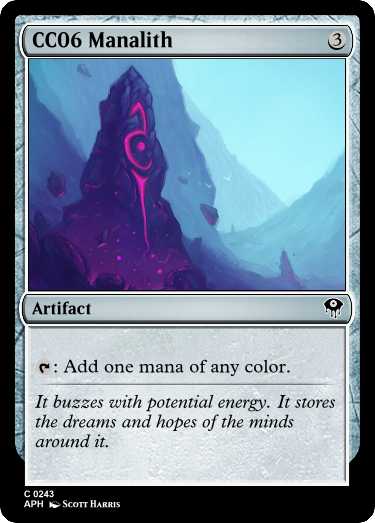 CC06 Manalith
3
Artifact
: Add one mana of any color.
It buzzes with potential energy. It stores
the dreams and hopes of the minds
around it.
C 0243
APH Scott Harris